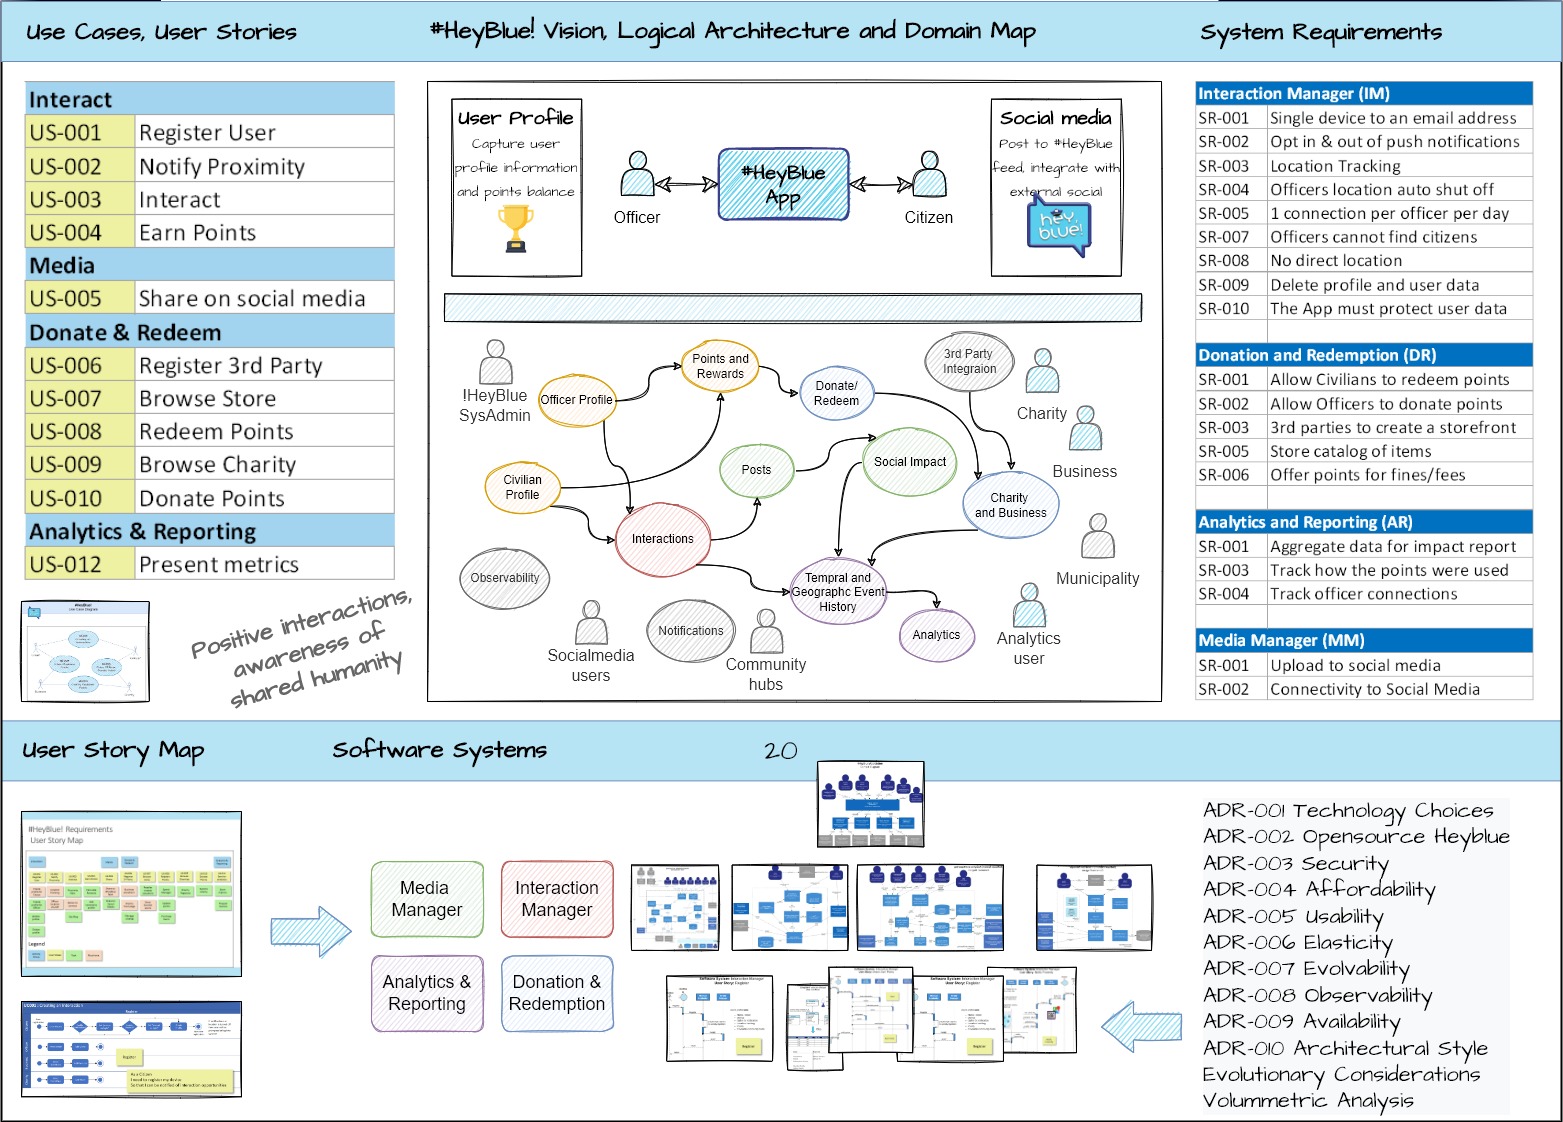 Use Cases, User Stories
#HeyBlue! Vision, Logical Architecture and Domain Map
System Requirements
Interact
US-001 Register User
US-002 Notify Proximity
US-003 Interact
US-004 Earn Points
Media
US-005 Share on social media
Donate & Redeem
US-006 Register 3rd Party
US-007 Browse Store
US-008 Redeem Points
US-009 Browse Charity
US-010 Donate Points
Analytics & Reporting
US-012 Present metrics
Positive interactions,
awareness of
shared humanity
User Profile
Capture user
profile information
and points balance
Officer
#HeyBlue
App
Citizen
Social media
Post to #HeyBlue
feed, integrate with
external social
hey,
blue!
!HeyBlue
SysAdmin
Officer Profile
Points and
Rewards
Donate/
Redeem
3rd Party
Integraion
Charity
Business
Civilian
Profile
Posts
Social Impact
Charity
and Business
Interactions
Observability
Tempral and
Geographc Event
History
Municipality
Notifications
Analytics
Analytics
user
Socialmedia
users
Community
hubs
Interaction Manager (IM)
SR-001 Single device to an email address
SR-002 Opt in & out of push notifications
SR-003 Location Tracking
SR-004 Officers location auto shut off
SR-005 1 connection per officer per day
SR-007 Officers cannot find citizens
SR-008 No direct location
SR-009 Delete profile and user data
SR-010 The App must protect user data
Donation and Redemption (DR)
SR-001 Allow Civilians to redeem points
SR-002 Allow Officers to donate points
SR-003 3rd parties to create a storefront
SR-005 Store catalog of items
SR-006 Offer points for fines/fees
Analytics and Reporting (AR)
SR-001 Aggregate data for impact report
SR-003 Track how the points were used
SR-004 Track officer connections
Media Manager (MM)
SR-001 Upload to social media
SR-002 Connectivity to Social Media
User Story Map
Software Systems
2.0
#HeyBlue! Requirements
User Story Map
Legend
Register
Media
Manager
Interaction
Manager
Analytics &
Reporting
Donation &
Redemption
Register
Register
ADR-001 Technology Choices
ADR-002 Opensource Heyblue
ADR-003 Security
ADR-004 Affordability
ADR-005 Usability
ADR-006 Elasticity
ADR-007 Evolvability
ADR-008 Observability
ADR-009 Availability
ADR-010 Architectural Style
Evolutionary Considerations
Volummetric Analysis